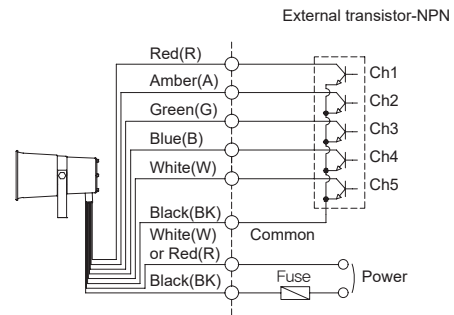 External transistor-NPN
Red(R)
Ch1
Amber(A)
Ch2
Green(G)
Ch3
Blue(B)
Ch4
White(W)
Ch5
Black(BK)
Common
White(W)
or Red(R)
Fuse
Power
Black(BK)